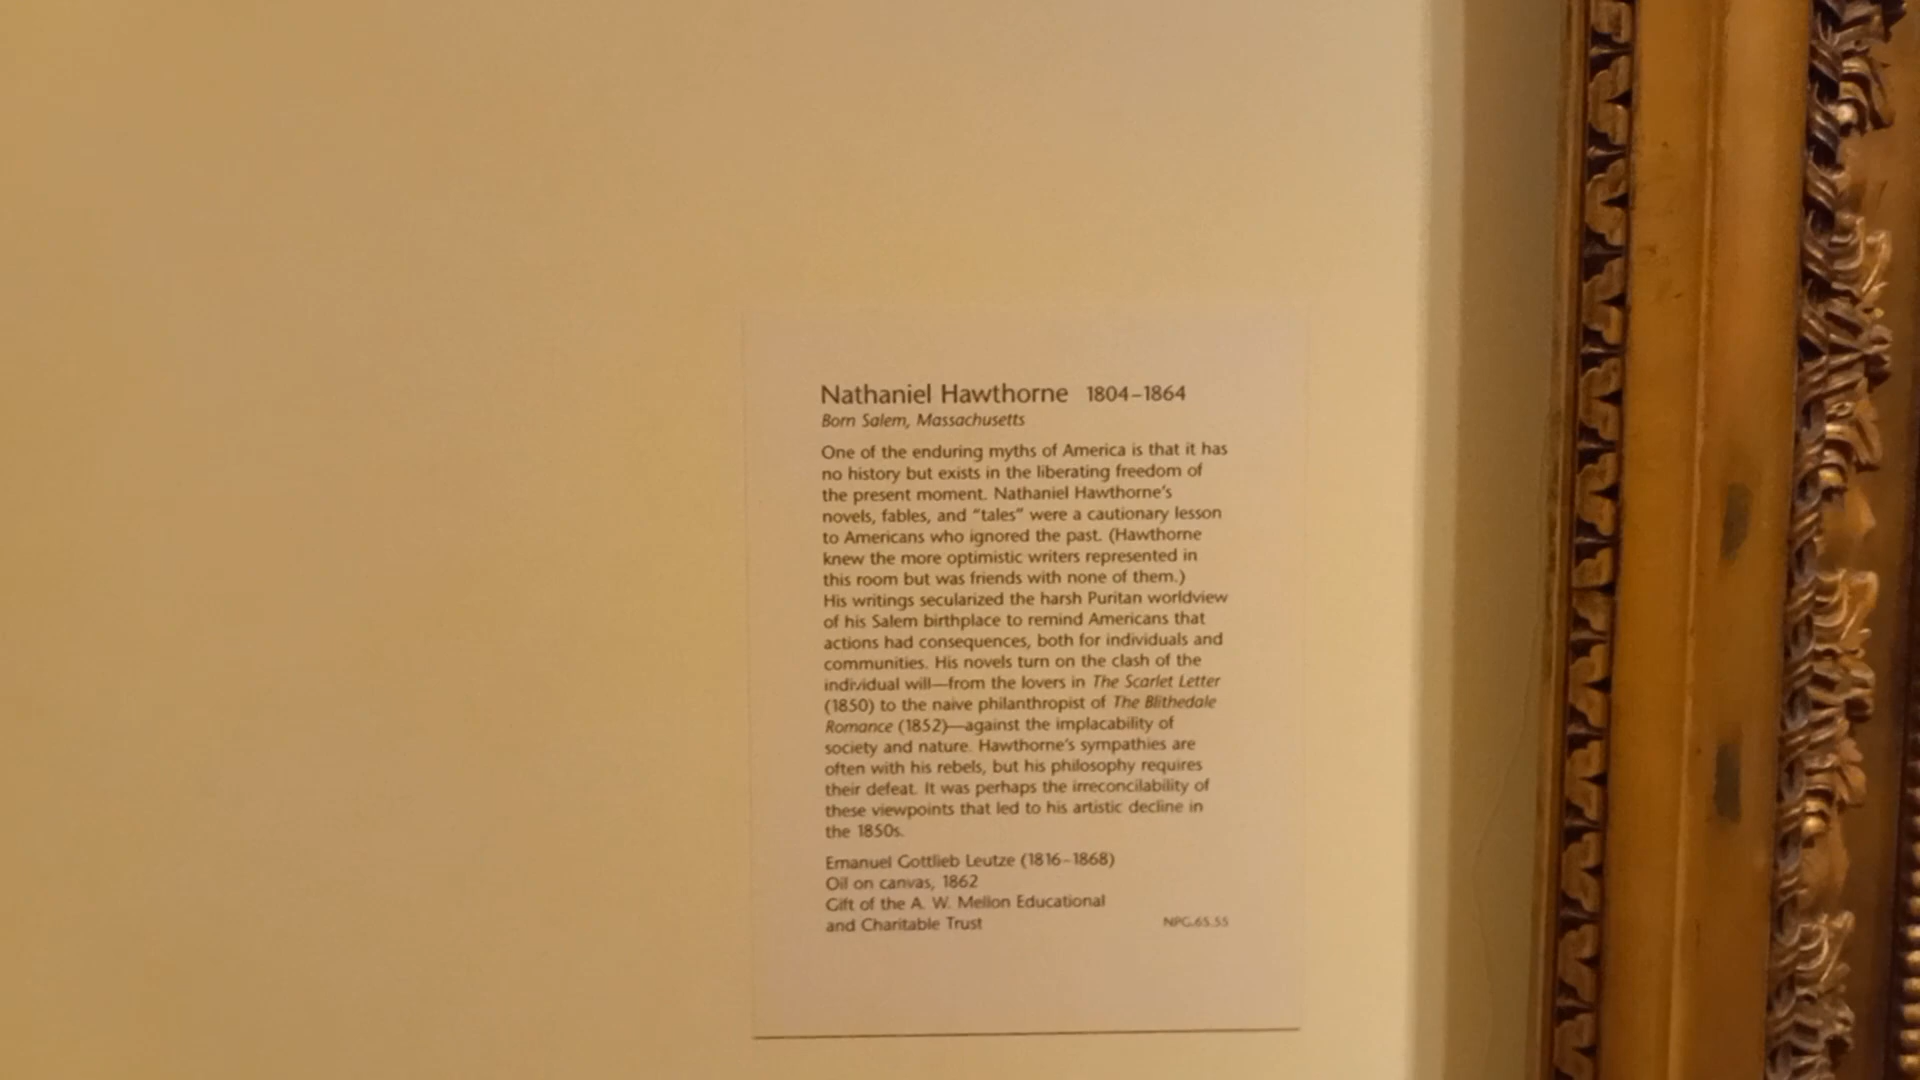 Nathaniel Hawthorne 1804–1864
Born Salem, Massachusetts
One of the enduring myths of America is that it has
no history but exists in the liberating freedom of
the present moment. Nathaniel Hawthorne's
novels, fables, and “tales” were a cautionary lesson
to Americans who ignored the past. (Hawthorne
knew the more optimistic writers represented in
this room but was friends with none of them.)
His writings secularized the harsh Puritan worldview
of his Salem birthplace to remind Americans that
actions had consequences, both for individuals and
communities. His novels turn on the clash of the
individual will—from the lovers in The Scarlet Letter
(1850) to the naive philanthropist of The Blithedale
Romance (1852)—against the implacability of
society and nature. Hawthorne's sympathies are
often with his rebels, but his philosophy requires
their defeat. It was perhaps the irreconcilability of
these viewpoints that led to his artistic decline in
the 1850s.
Emanuel Gottlieb Leutze (1816–1868)
Oil on canvas, 1862
Gift of the A. W. Mellon Educational
and Charitable Trust NPG.65.55